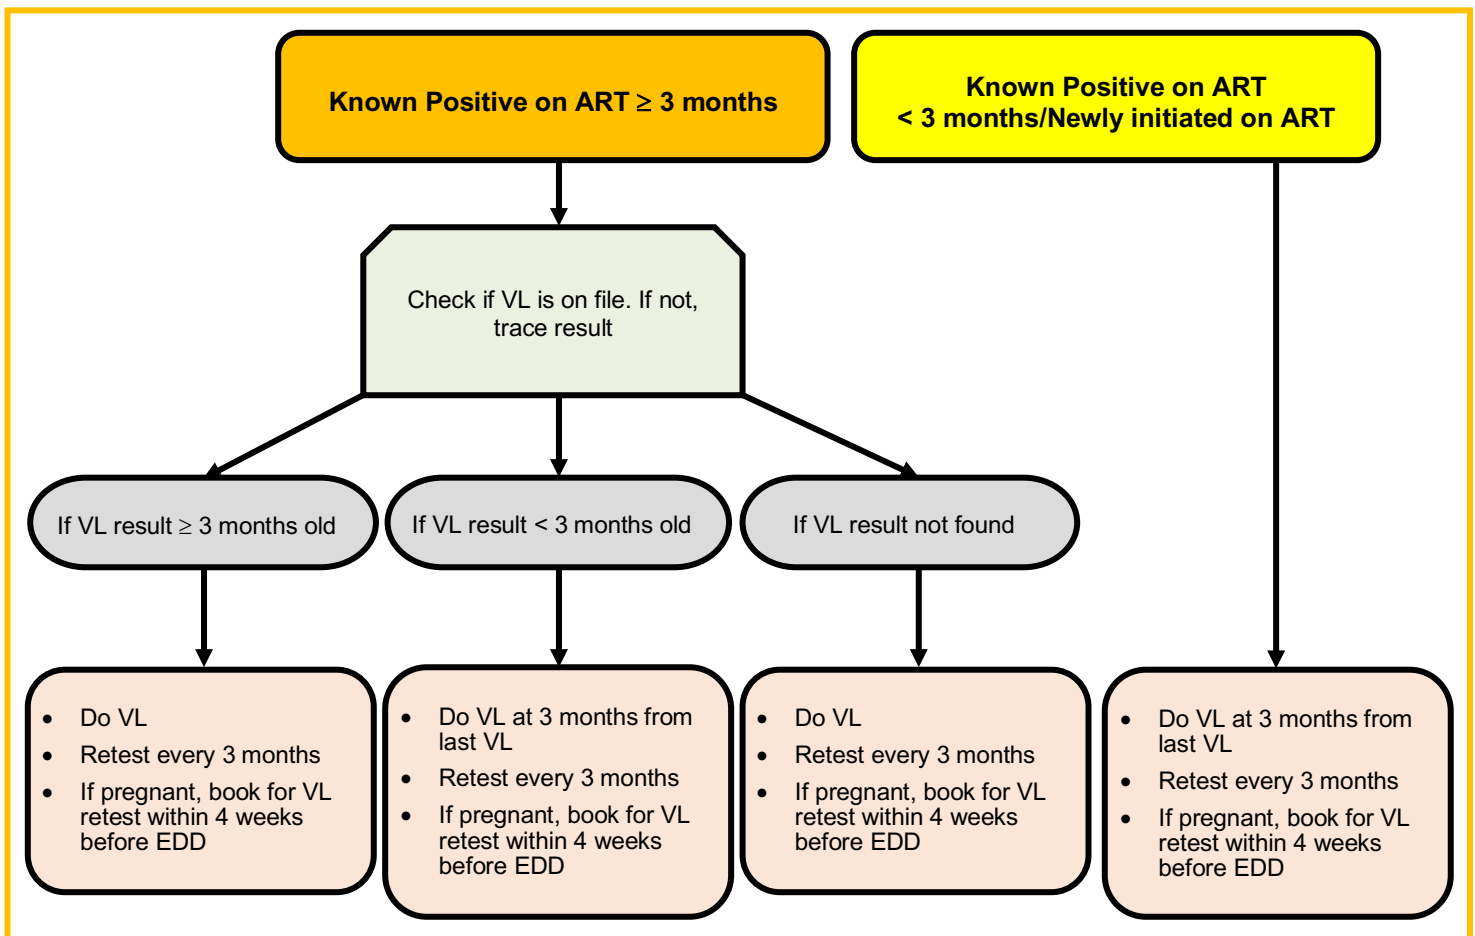 Known Positive on ART ≥ 3 months
Known Positive on ART
< 3 months/Newly initiated on ART
Check if VL is on file. If not,
trace result
If VL result ≥ 3 months old
If VL result < 3 months old
If VL result not found
• Do VL
• Retest every 3 months
• If pregnant, book for VL
retest within 4 weeks
before EDD
• Do VL at 3 months from
last VL
• Retest every 3 months
• If pregnant, book for VL
retest within 4 weeks
before EDD
• Do VL
• Retest every 3 months
• If pregnant, book for VL
retest within 4 weeks
before EDD
• Do VL at 3 months from
last VL
• Retest every 3 months
• If pregnant, book for VL
retest within 4 weeks
before EDD